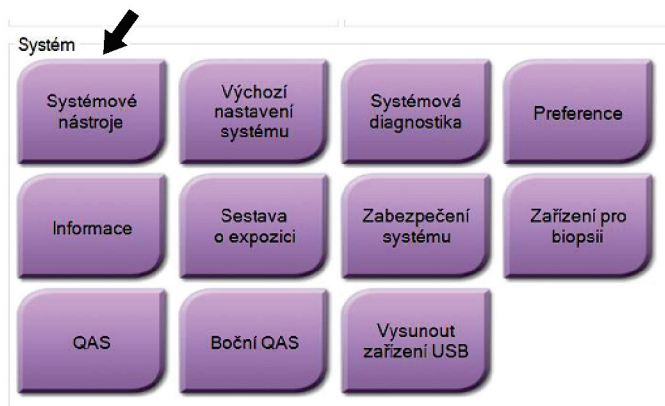 Systém
Systémové
nástroje
Výchozí
nastavení
systému
Systémová
diagnostika
Preference
Informace
Sestava
o expozici
Zabezpečení
systému
Zařízení pro
biopsii
QAS
Boční QAS
Vysunout
zařízení USB